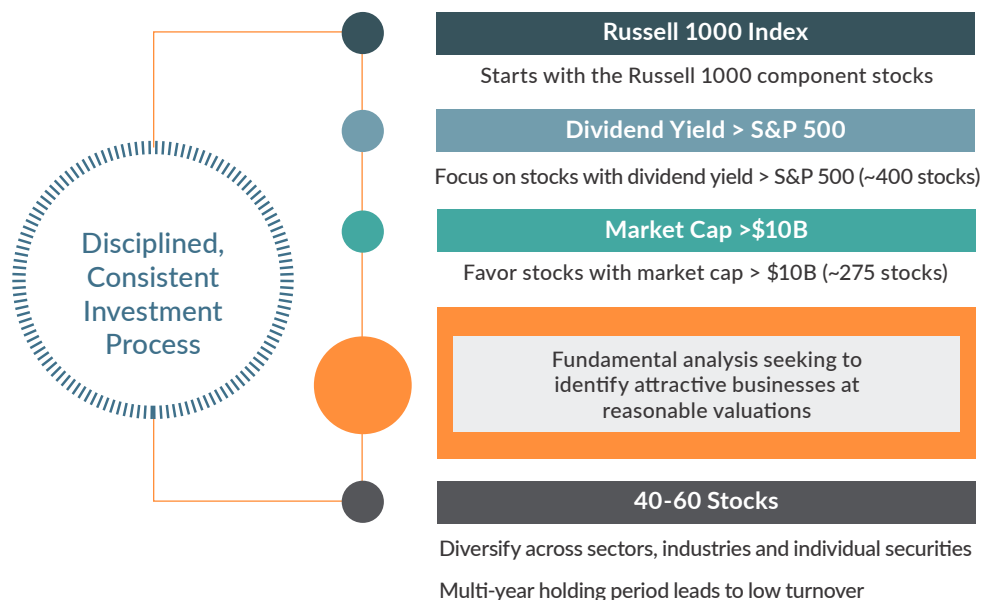 Disciplined,
Consistent
Investment
Process
Russell 1000 Index
Starts with the Russell 1000 component stocks
Dividend Yield > S&P 500
Focus on stocks with dividend yield > S&P 500 (~400 stocks)
Market Cap >$10B
Favor stocks with market cap > $10B (~275 stocks)
Fundamental analysis seeking to
identify attractive businesses at
reasonable valuations
40-60 Stocks
Diversify across sectors, industries and individual securities
Multi-year holding period leads to low turnover